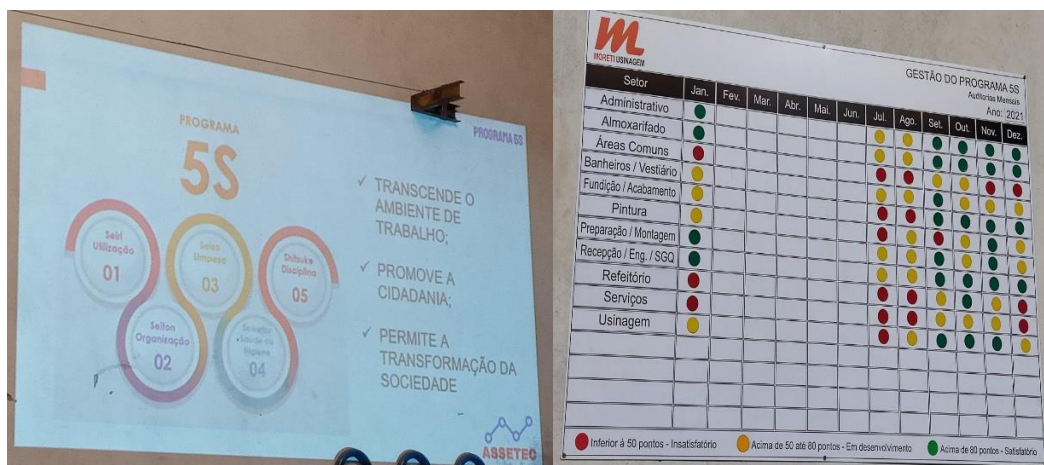 PROGRAMA 5S
PROGRAMA
5S
Seiri
Utilização
01
Seiton
Organização
02
Seiso
Limpeza
03
Saúde ou
Higiene
04
Shitsuke
Disciplina
05
✓ TRANSCENDE O
AMBIENTE DE
TRABALHO;
✓ PROMOVE A
CIDADANIA;
✓ PERMITE A
TRANSFORMAÇÃO DA
SOCIEDADE
ASSETEC
m
MORETI USINAGEM
GESTÃO DO PROGRAMA 5S
Auditorias Mensais
Ano: 2021
Setor Jan. Fev. Mar. Abr. Mai. Jun. Jul. Ago. Set. Out. Nov. Dez.
Administrativo
Almoxarifado
Áreas Comuns
Banheiros / Vestiário
Fundição / Acabamento
Pintura
Preparação / Montagem
Recepção / Eng. / SGQ
Refeitório
Serviços
Usinagem
Inferior à 50 pontos - Insatisfatório Acima de 50 até 80 pontos - Em desenvolvimento Acima de 80 pontos - Satisfatório